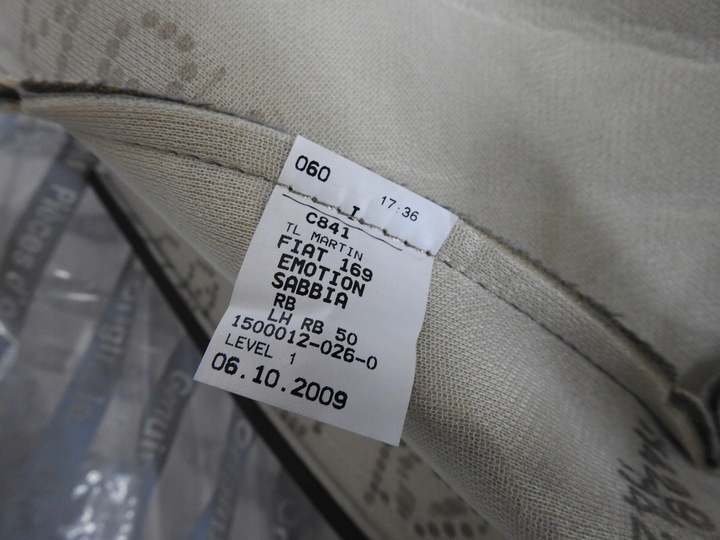 060
17:36
I
C841
TL MARTIN
FIAT 169
EMOTION
SABBIA
RB
LH RB 50
1500012-026-0
LEVEL 1
06.10.2009